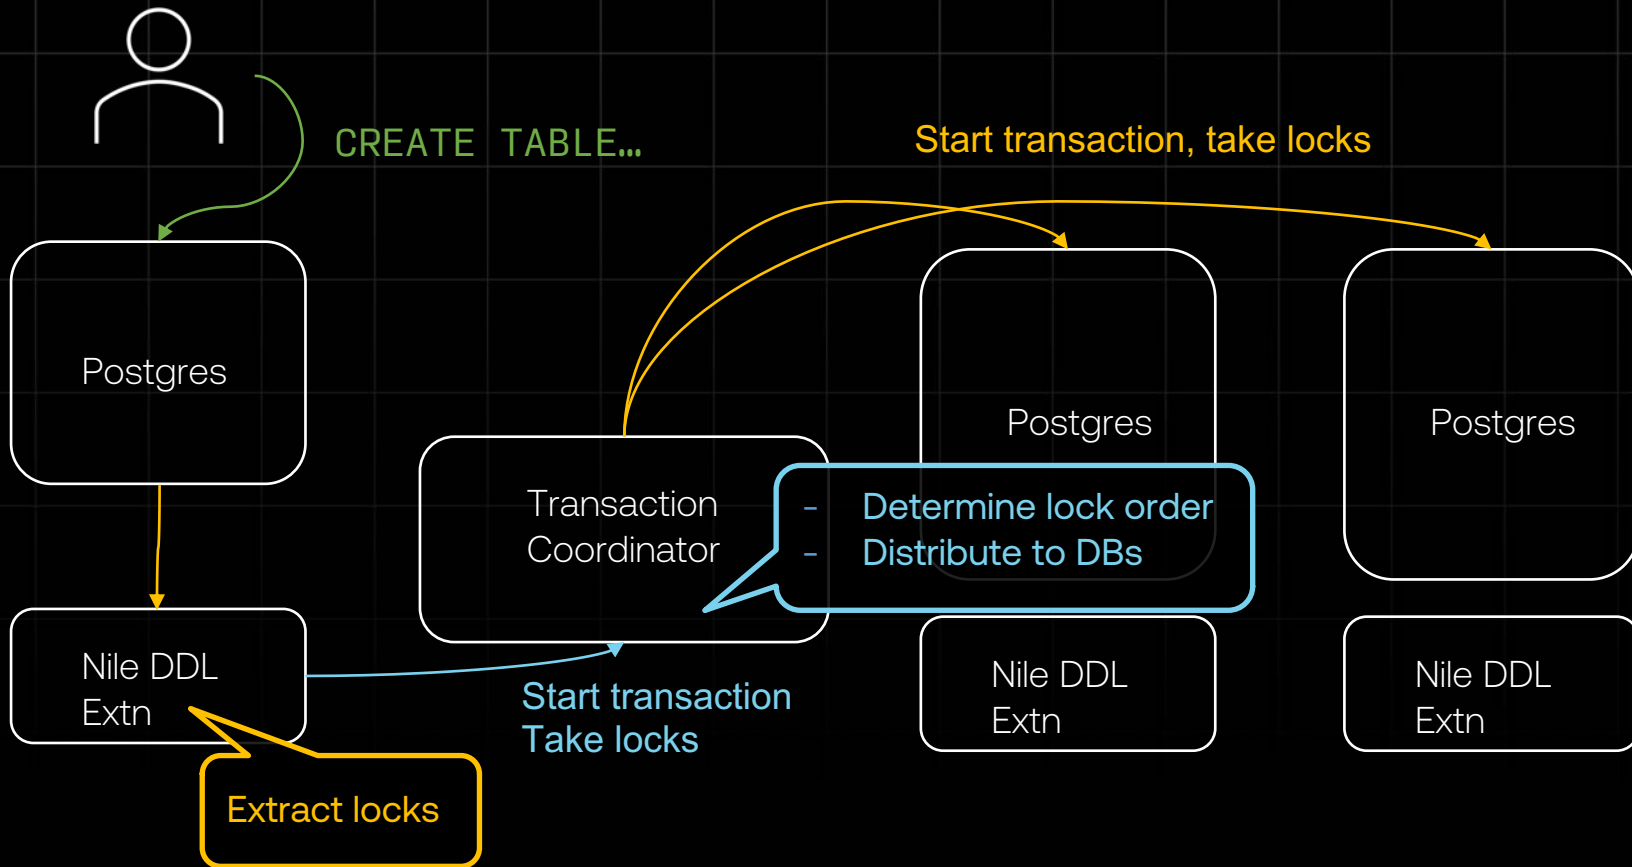 CREATE TABLE…
Start transaction, take locks
Postgres
Postgres
Postgres
Transaction
Coordinator
- Determine lock order
- Distribute to DBs
Nile DDL
Extn
Start transaction
Take locks
Nile DDL
Extn
Nile DDL
Extn
Extract locks